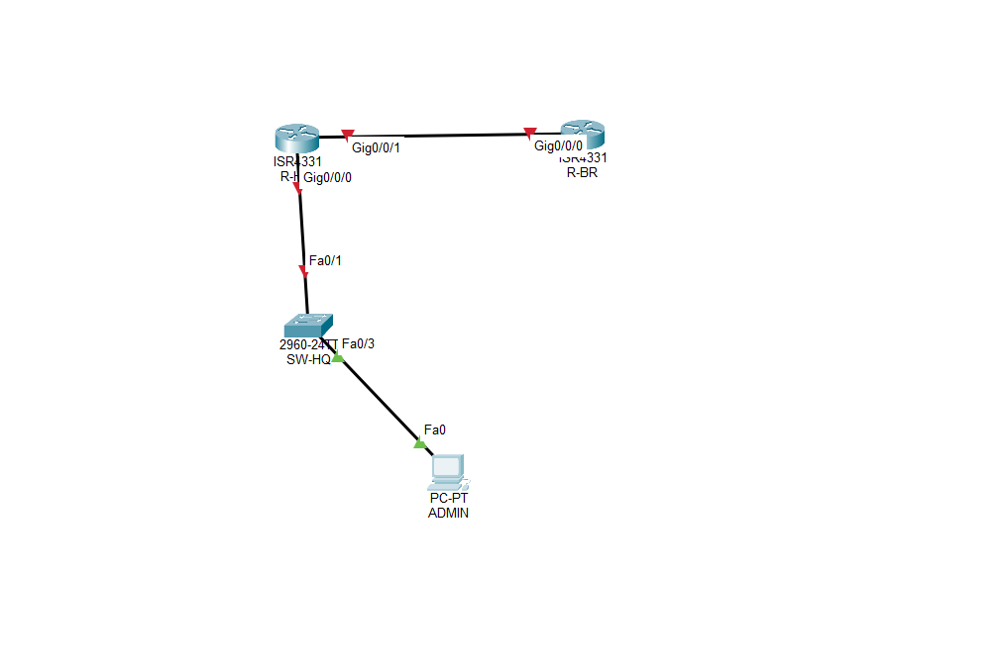 Gig0/0/1
Gig0/0/0
ISR4331
ISR4331
R-BR
Gig0/0/0
Fa0/1
2960-24TT
Fa0/3
SW-HQ
Fa0
PC-PT
ADMIN